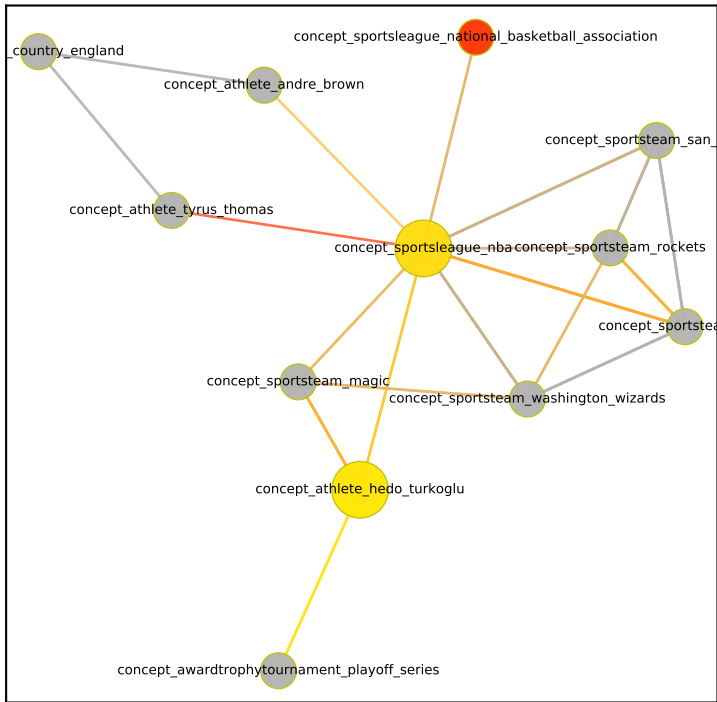 concept_sportsleague_national_basketball_association
_country_england
concept_athlete_andre_brown
concept_sportsteam_san_
concept_athlete_tyrus_thomas
concept_sportsleague_nba
concept_sportsteam_rockets
concept_sportstea
concept_sportsteam_magic
concept_sportsteam_washington_wizards
concept_athlete_hedo_turkoglu
concept_awardtrophytournament_playoff_series